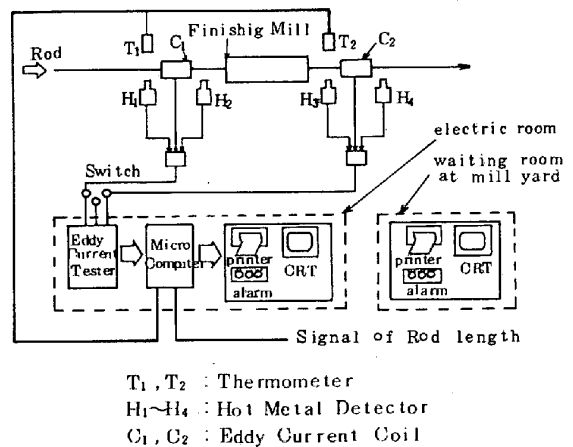 Finishig Mill
T₁
C₁
T₂
C₂
Rod
H₁
H₂
H₃
H₄
electric room
waiting room
at mill yard
Switch
Eddy
Current
Tester
Micro
Computer
printer
CRT
alarm
printer
CRT
alarm
Signal of Rod length
T₁, T₂ : Thermometer
H₁~H₄ : Hot Metal Detector
C₁, C₂ : Eddy Current Coil